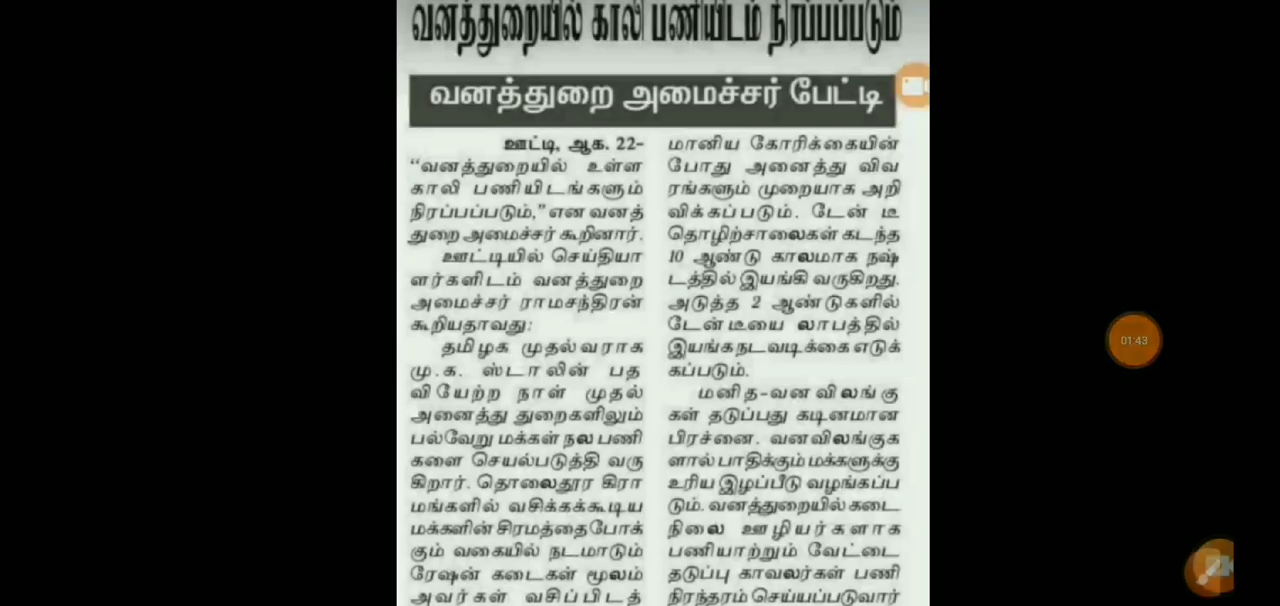 வனத்துறையில் காலி பணியிடம் நிரப்பப்படும்
வனத்துறை அமைச்சர் பேட்டி
ஊட்டி, ஆக. 22-
“வனத்துறையில் உள்ள
காலி பணியிடங்களும்
நிரப்பப்படும்,” என வனத்
துறை அமைச்சர் கூறினார்.
ஊட்டியில் செய்தியா
ளர்களிடம் வனத்துறை
அமைச்சர் ராமசந்திரன்
கூறியதாவது:
தமிழக முதல்வராக
மு.க. ஸ்டாலின் பத
வியேற்ற நாள் முதல்
அனைத்து துறைகளிலும்
பல்வேறு மக்கள் நல பணி
களை செயல்படுத்தி வரு
கிறார். தொலைதூர கிரா
மங்களில் வசிக்கக்கூடிய
மக்களின் சிரமத்தைபோக்
கும் வகையில் நடமாடும்
ரேஷன் கடைகள் மூலம்
அவர்கள் வசிப்பிடத்
மானிய கோரிக்கையின்
போது அனைத்து விவ
ரங்களும் முறையாக அறி
விக்கப்படும். டேன் டீ
தொழிற்சாலைகள் கடந்த
10 ஆண்டு காலமாக நஷ்
டத்தில் இயங்கி வருகிறது.
அடுத்த 2 ஆண்டுகளில்
டேன் டீயை லாபத்தில்
இயங்க நடவடிக்கை எடுக்
கப்படும்.
மனித-வன விலங்கு
கள் தடுப்பது கடினமான
பிரச்னை. வனவிலங்குக
ளால் பாதிக்கும் மக்களுக்கு
உரிய இழப்பீடு வழங்கப்ப
டும். வனத்துறையில் கடை
நிலை ஊழியர்களாக
பணியாற்றும் வேட்டை
தடுப்பு காவலர்கள் பணி
நிரந்தரம் செய்யப்படுவார்
01:43